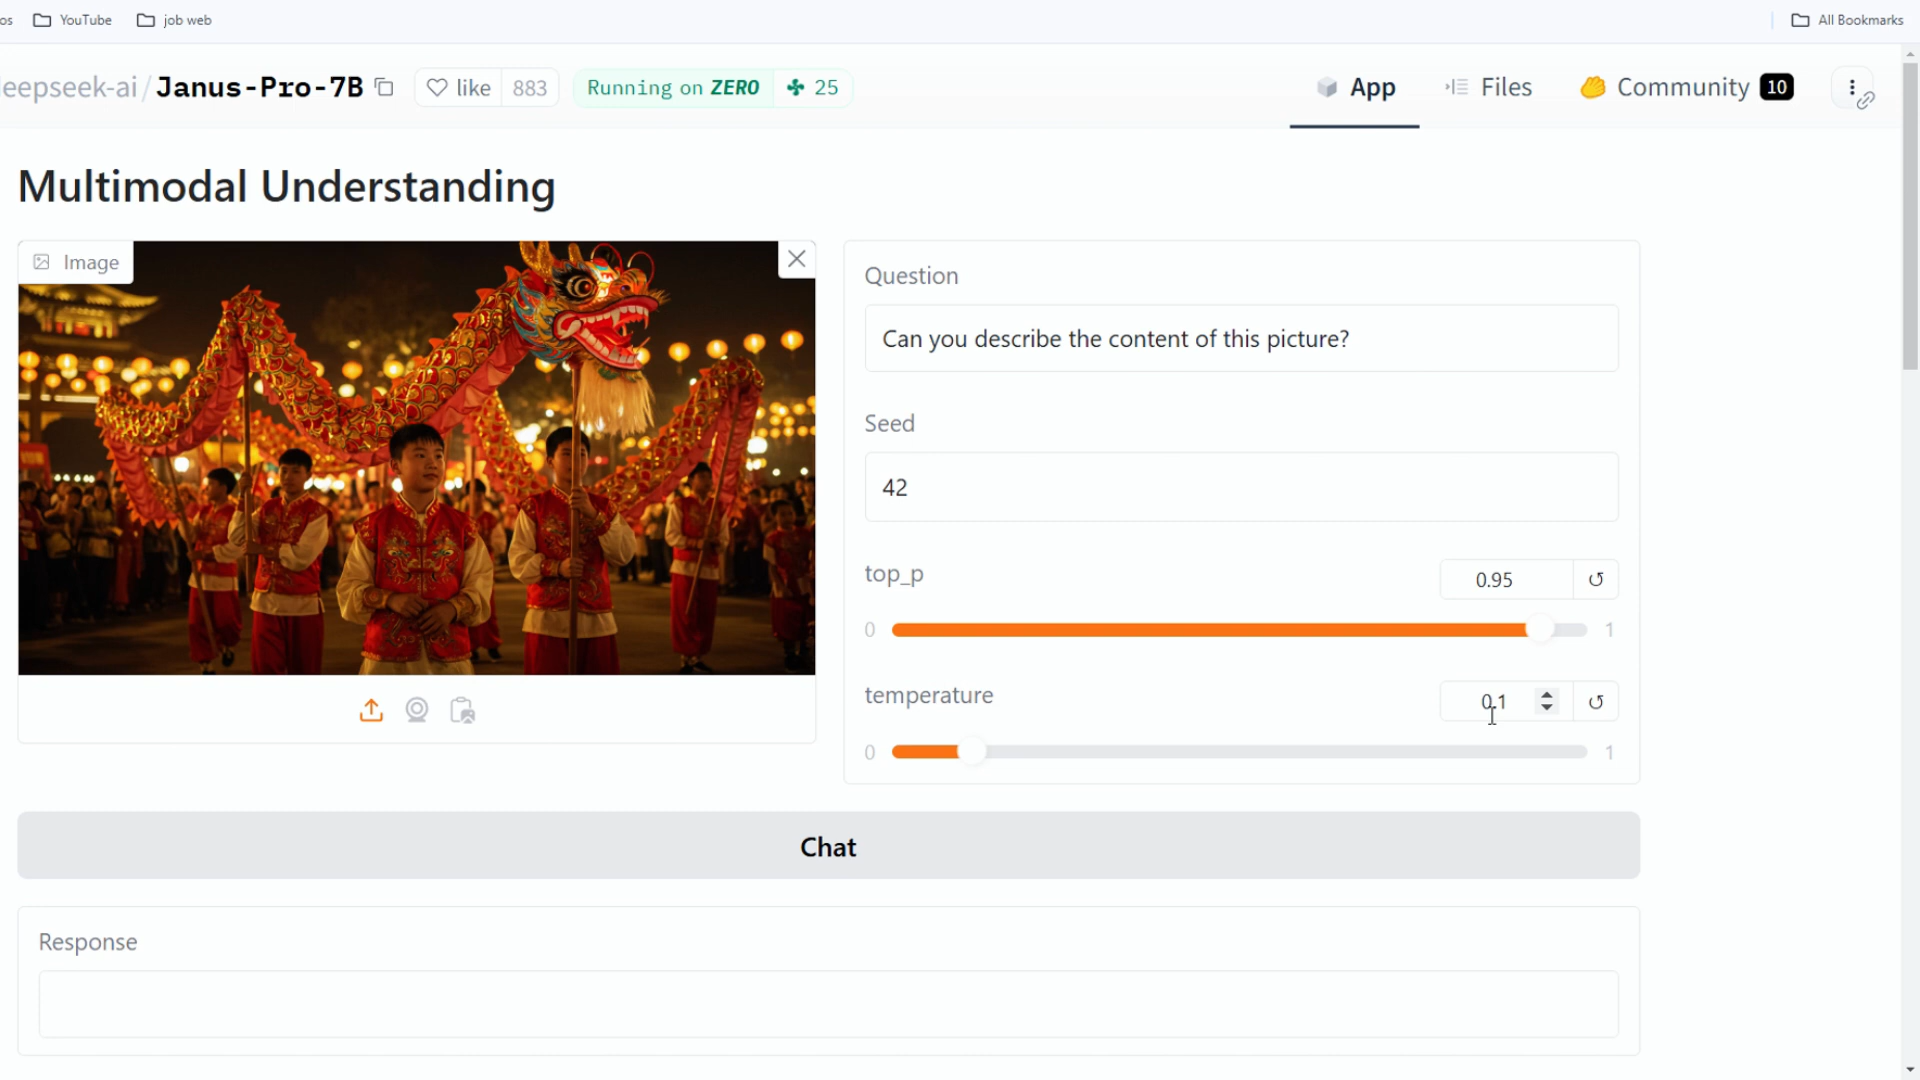 os YouTube job web All Bookmarks
eepseek-ai/Janus-Pro-7B like 883 Running on ZERO 25 App Files Community 10
Multimodal Understanding
Image
Question
Can you describe the content of this picture?
Seed
42
top_p
0.95
0 1
temperature
0.1
0 1
Chat
Response